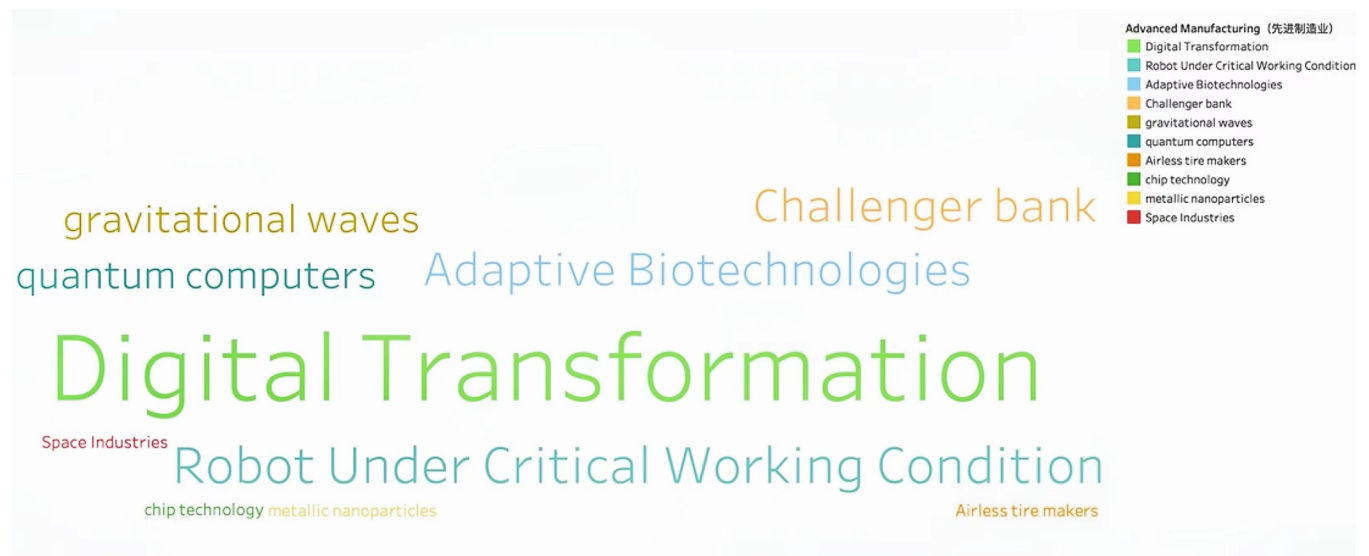 Advanced Manufacturing（先进制造业）
Digital Transformation
Robot Under Critical Working Condition
Adaptive Biotechnologies
Challenger bank
gravitational waves
quantum computers
Airless tire makers
chip technology
metallic nanoparticles
Space Industries
Challenger bank
gravitational waves
Adaptive Biotechnologies
quantum computers
Digital Transformation
Space Industries
Robot Under Critical Working Condition
chip technology metallic nanoparticles
Airless tire makers